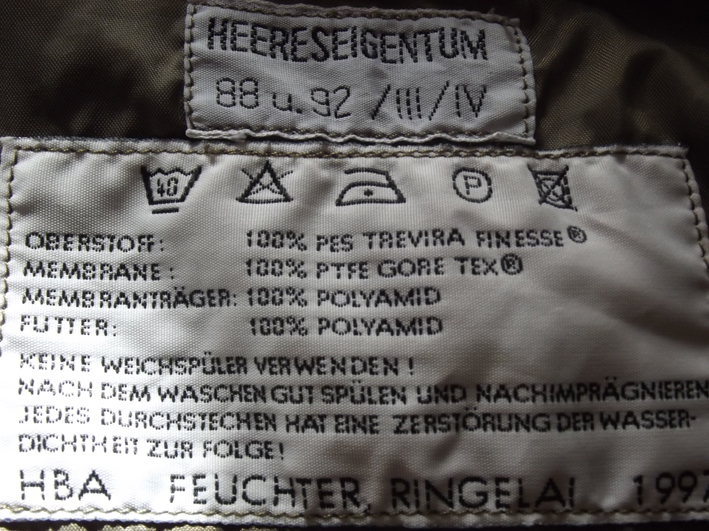 HEERESEIGENTUM
88 u. 92 /III/IV
40 P
OBERSTOFF: 100% PES TREVIRA FINESSE®
MEMBRANE: 100% PTFE GORE TEX®
MEMBRANTRÄGER: 100% POLYAMID
FUTTER: 100% POLYAMID
KEINE WEICHSPÜLER VERWENDEN!
NACH DEM WASCHEN GUT SPÜLEN UND NACHIMPRÄGNIEREN
JEDES DURCHSTECHEN HAT EINE ZERSTÖRUNG DER WASSER-
DICHTHEIT ZUR FOLGE!
HBA FEUCHTER, RINGELAI 1997